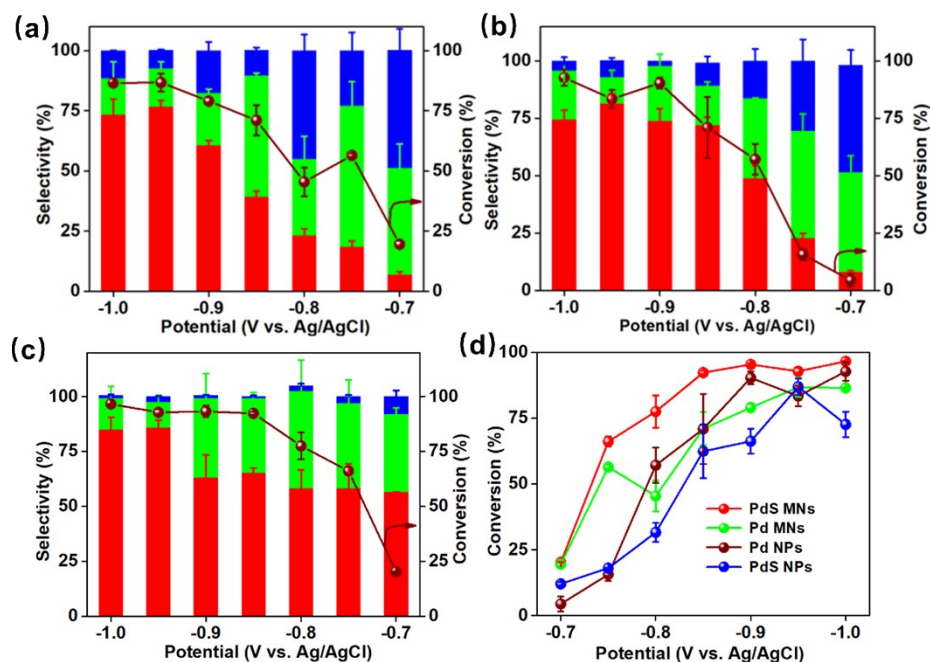 (a)
100
75
50
25
0
Selectivity (%)
100
75
50
25
0
Conversion (%)
-1.0 -0.9 -0.8 -0.7
Potential (V vs. Ag/AgCl)
(b)
100
75
50
25
0
Selectivity (%)
100
75
50
25
0
Conversion (%)
-1.0 -0.9 -0.8 -0.7
Potential (V vs. Ag/AgCl)
(c)
100
75
50
25
0
Selectivity (%)
100
75
50
25
0
Conversion (%)
-1.0 -0.9 -0.8 -0.7
Potential (V vs. Ag/AgCl)
(d)
100
75
50
25
0
Conversion (%)
PdS MNs
Pd MNs
Pd NPs
PdS NPs
-0.7 -0.8 -0.9 -1.0
Potential (V vs. Ag/AgCl)